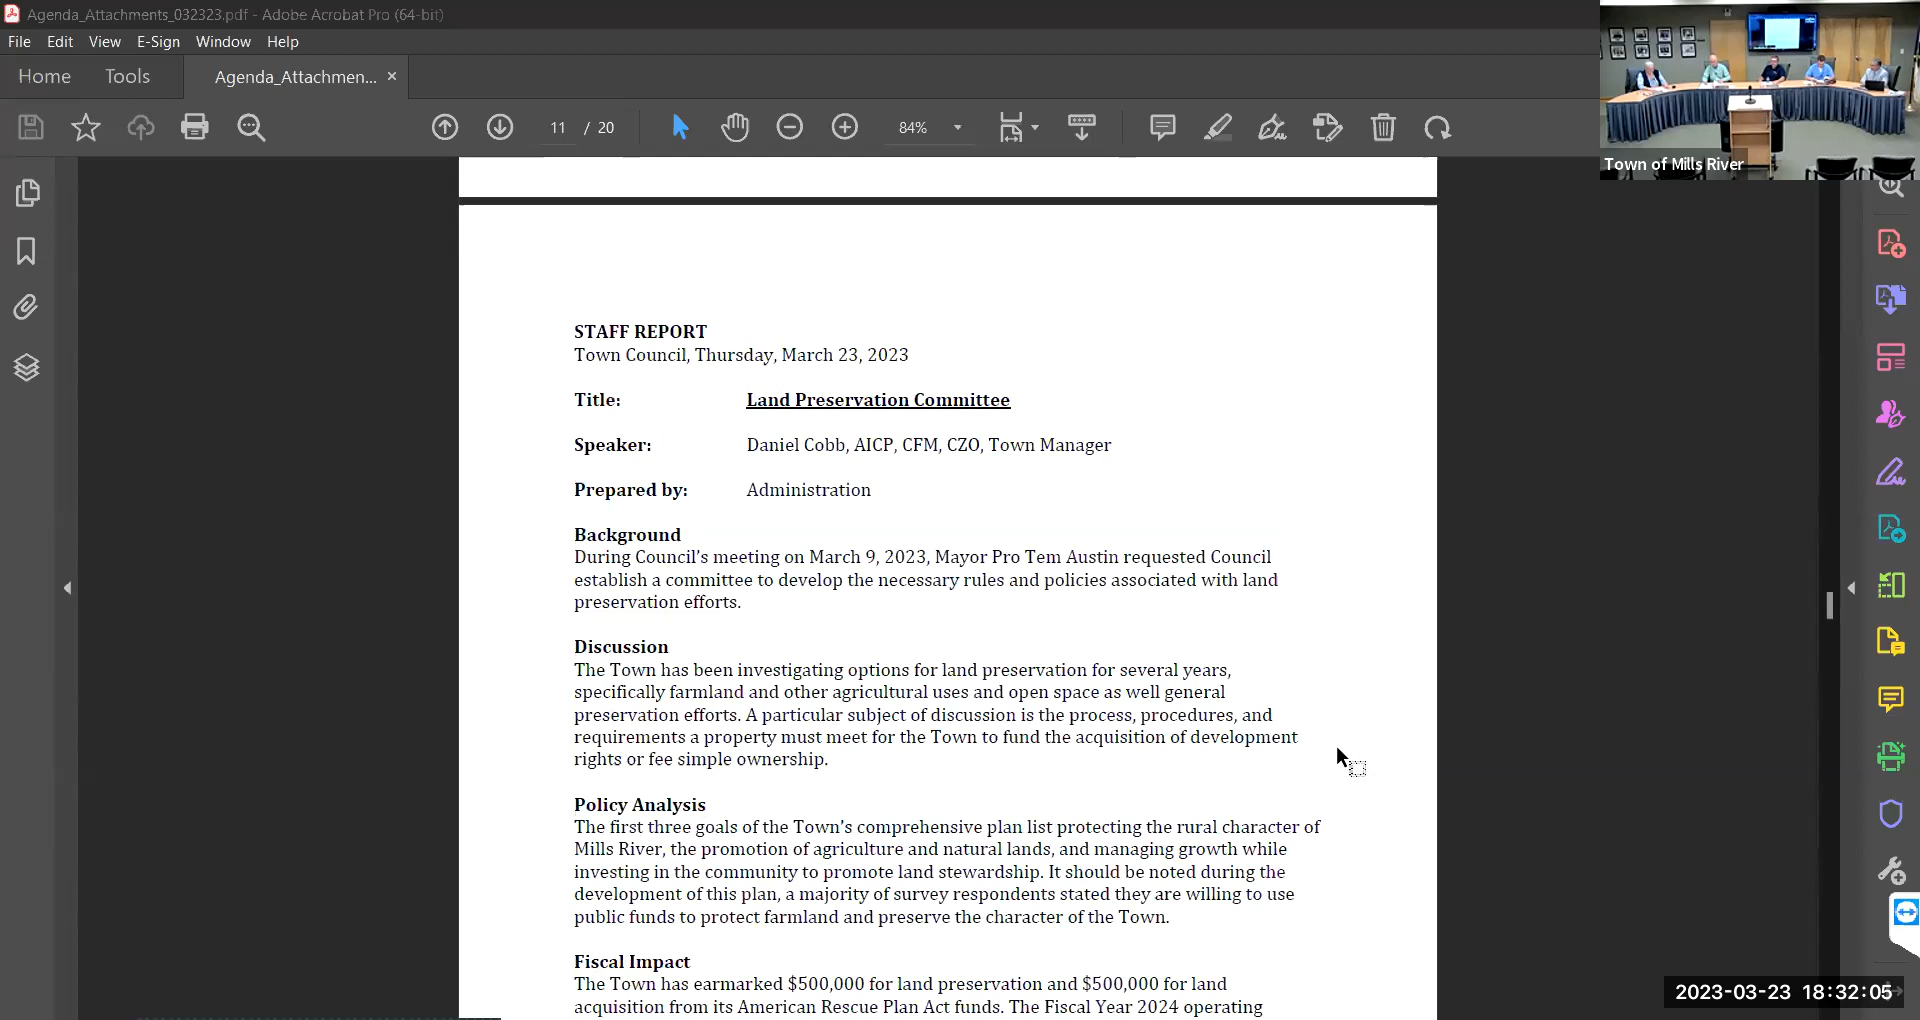 Agenda_Attachments_032323.pdf - Adobe Acrobat Pro (64-bit)
File Edit View E-Sign Window Help
Home Tools Agenda_Attachmen... ×
11 / 20 84%
Town of Mills River
STAFF REPORT
Town Council, Thursday, March 23, 2023
Title: Land Preservation Committee
Speaker: Daniel Cobb, AICP, CFM, CZO, Town Manager
Prepared by: Administration
Background
During Council's meeting on March 9, 2023, Mayor Pro Tem Austin requested Council
establish a committee to develop the necessary rules and policies associated with land
preservation efforts.
Discussion
The Town has been investigating options for land preservation for several years,
specifically farmland and other agricultural uses and open space as well general
preservation efforts. A particular subject of discussion is the process, procedures, and
requirements a property must meet for the Town to fund the acquisition of development
rights or fee simple ownership.
Policy Analysis
The first three goals of the Town's comprehensive plan list protecting the rural character of
Mills River, the promotion of agriculture and natural lands, and managing growth while
investing in the community to promote land stewardship. It should be noted during the
development of this plan, a majority of survey respondents stated they are willing to use
public funds to protect farmland and preserve the character of the Town.
Fiscal Impact
The Town has earmarked $500,000 for land preservation and $500,000 for land
acquisition from its American Rescue Plan Act funds. The Fiscal Year 2024 operating
2023-03-23 18:32:05